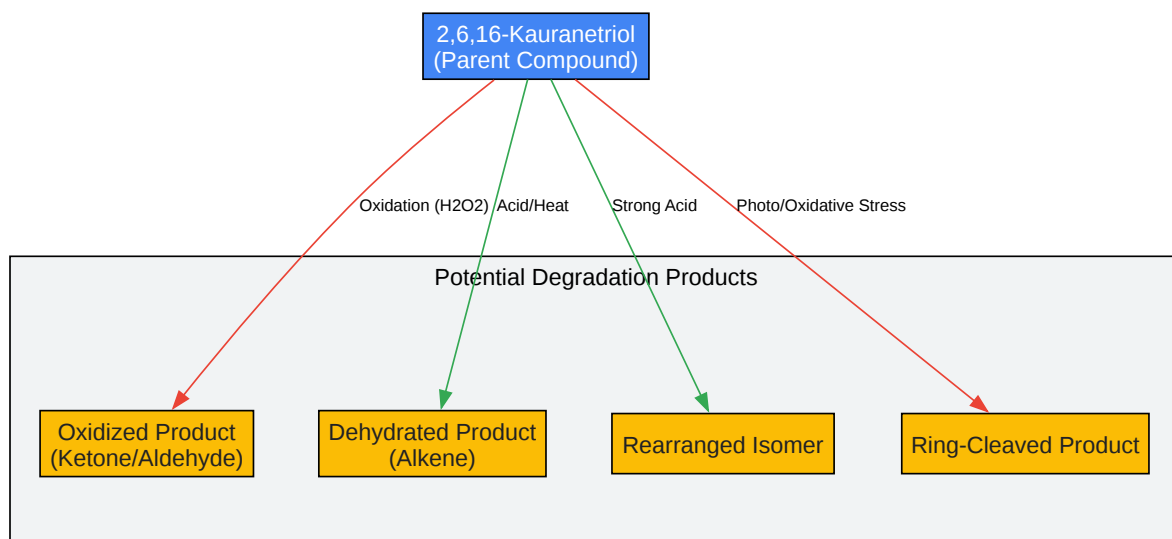 2,6,16-Kauranetriol
(Parent Compound)
Oxidation (H2O2)
Acid/Heat
Strong Acid
Photo/Oxidative Stress
Potential Degradation Products
Oxidized Product
(Ketone/Aldehyde)
Dehydrated Product
(Alkene)
Rearranged Isomer
Ring-Cleaved Product